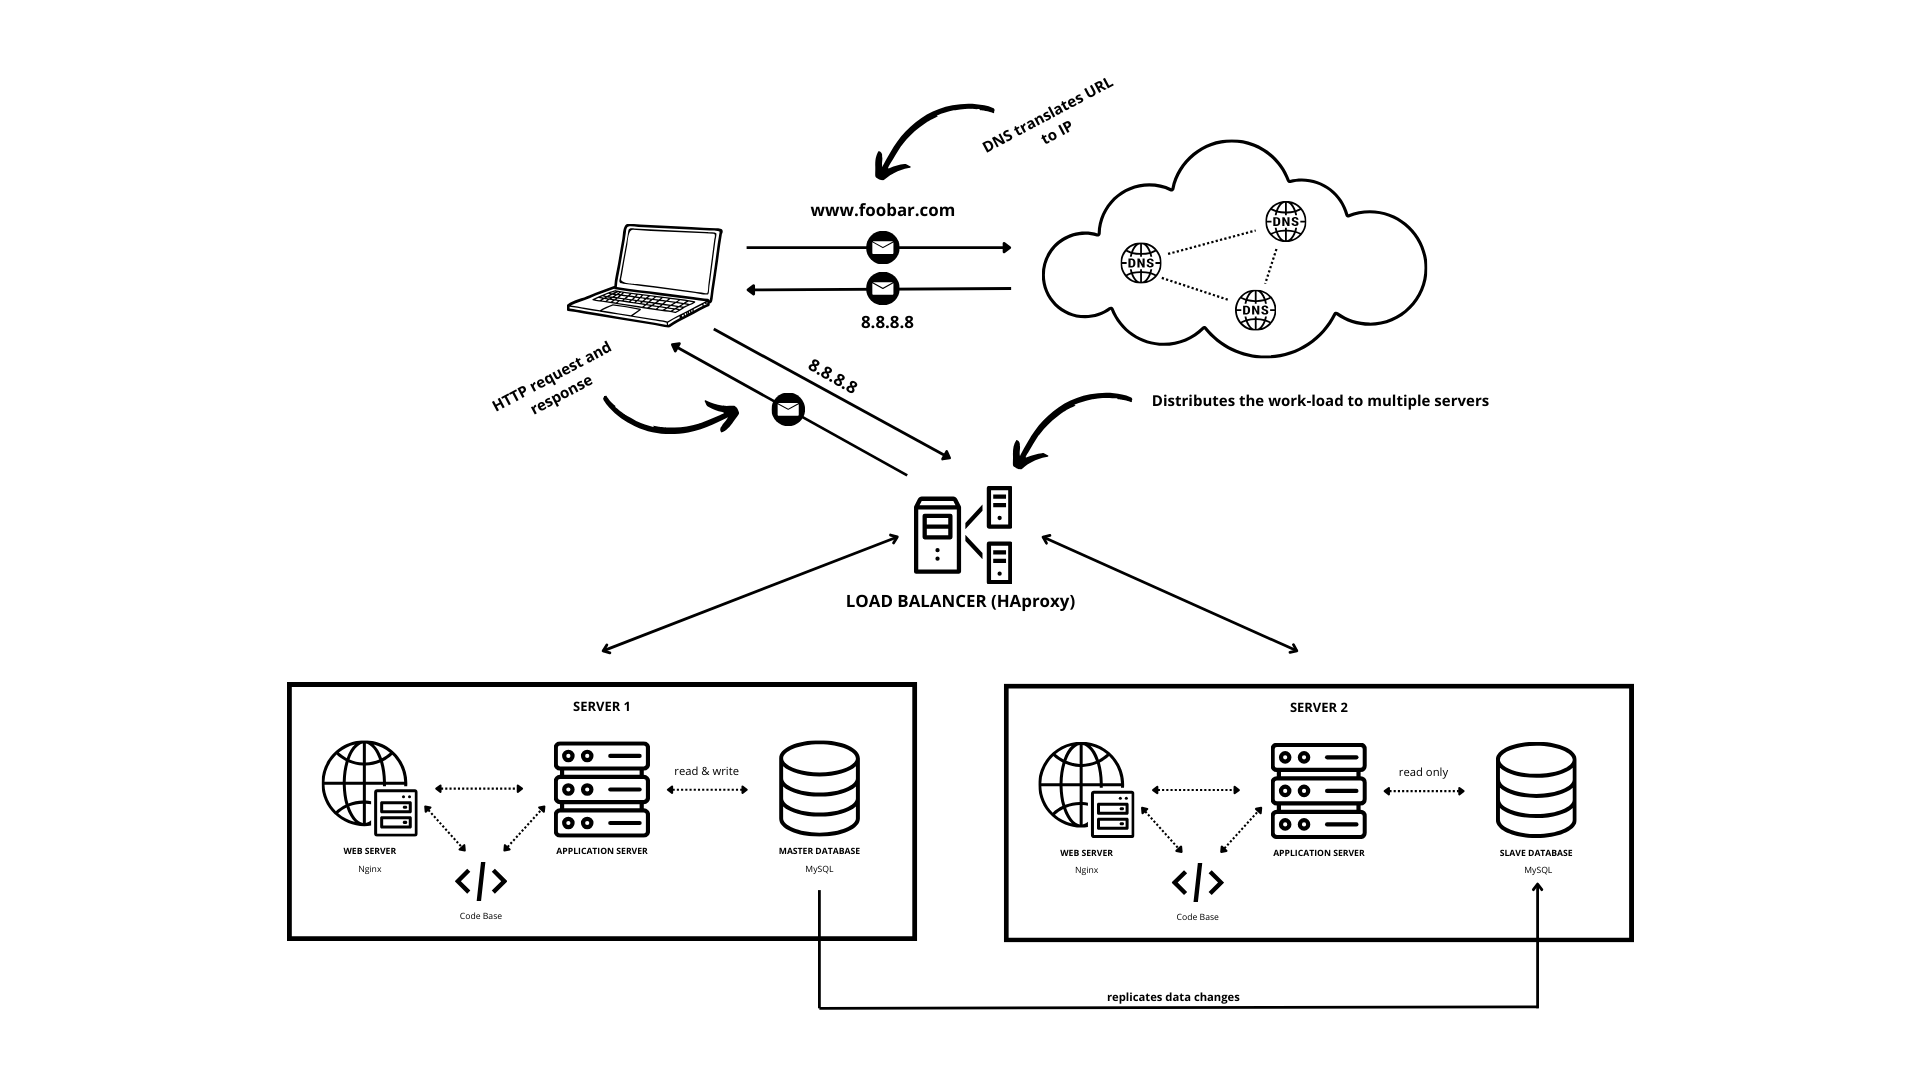 DNS translates URL
to IP
www.foobar.com
DNS
DNS
DNS
8.8.8.8
HTTP request and
response
8.8.8.8
Distributes the work-load to multiple servers
LOAD BALANCER (HAproxy)
SERVER 1
read & write
WEB SERVER
Nginx
APPLICATION SERVER
MASTER DATABASE
MySQL
Code Base
SERVER 2
read only
WEB SERVER
Nginx
APPLICATION SERVER
SLAVE DATABASE
MySQL
Code Base
replicates data changes